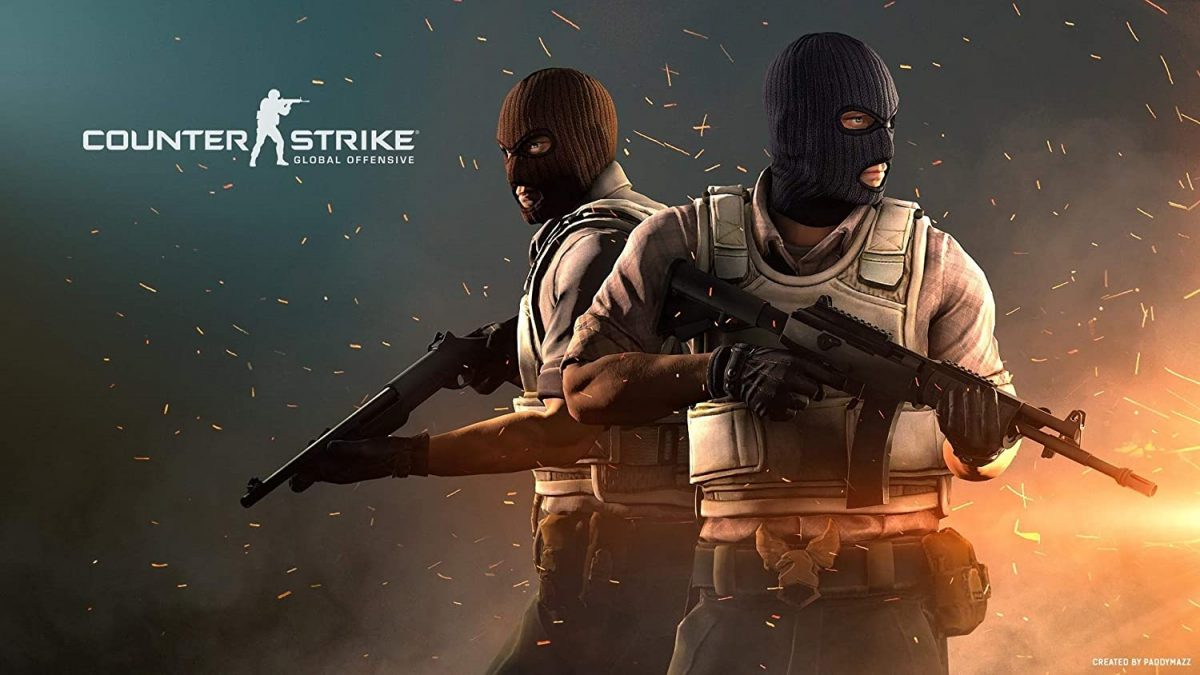 COUNTER STRIKE
GLOBAL OFFENSIVE
CREATED BY PADDYMAZZ